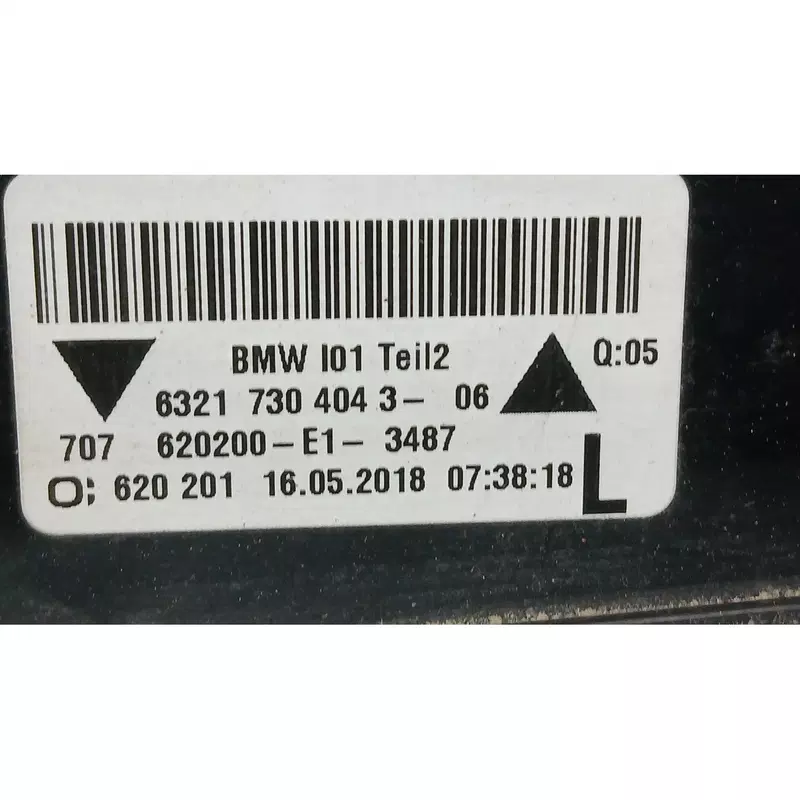 BMW I01 Teil2 Q:05
6321 730 404 3- 06
707 620200-E1- 3487
O; 620 201 16.05.2018 07:38:18 L